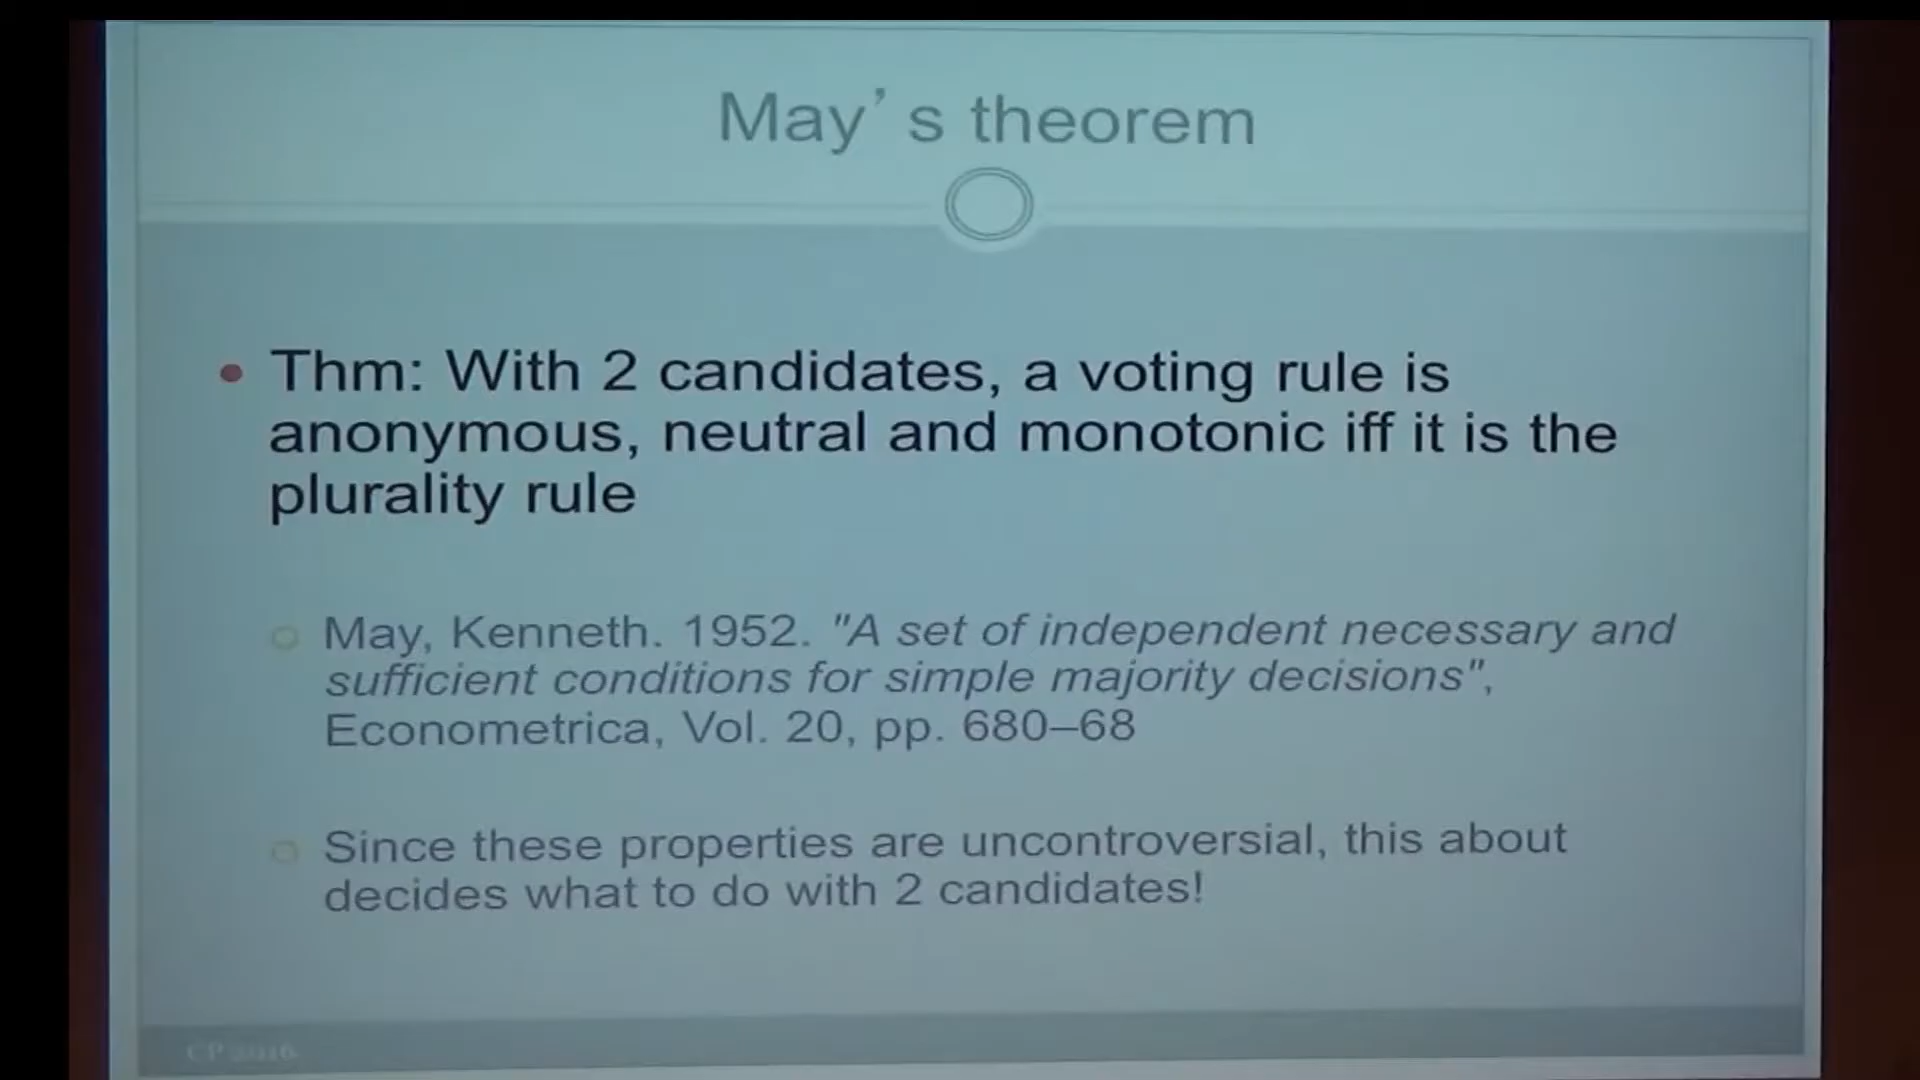 May's theorem
• Thm: With 2 candidates, a voting rule is
anonymous, neutral and monotonic iff it is the
plurality rule
May, Kenneth. 1952. "A set of independent necessary and
sufficient conditions for simple majority decisions",
Econometrica, Vol. 20, pp. 680–68
Since these properties are uncontroversial, this about
decides what to do with 2 candidates!
CP 2016